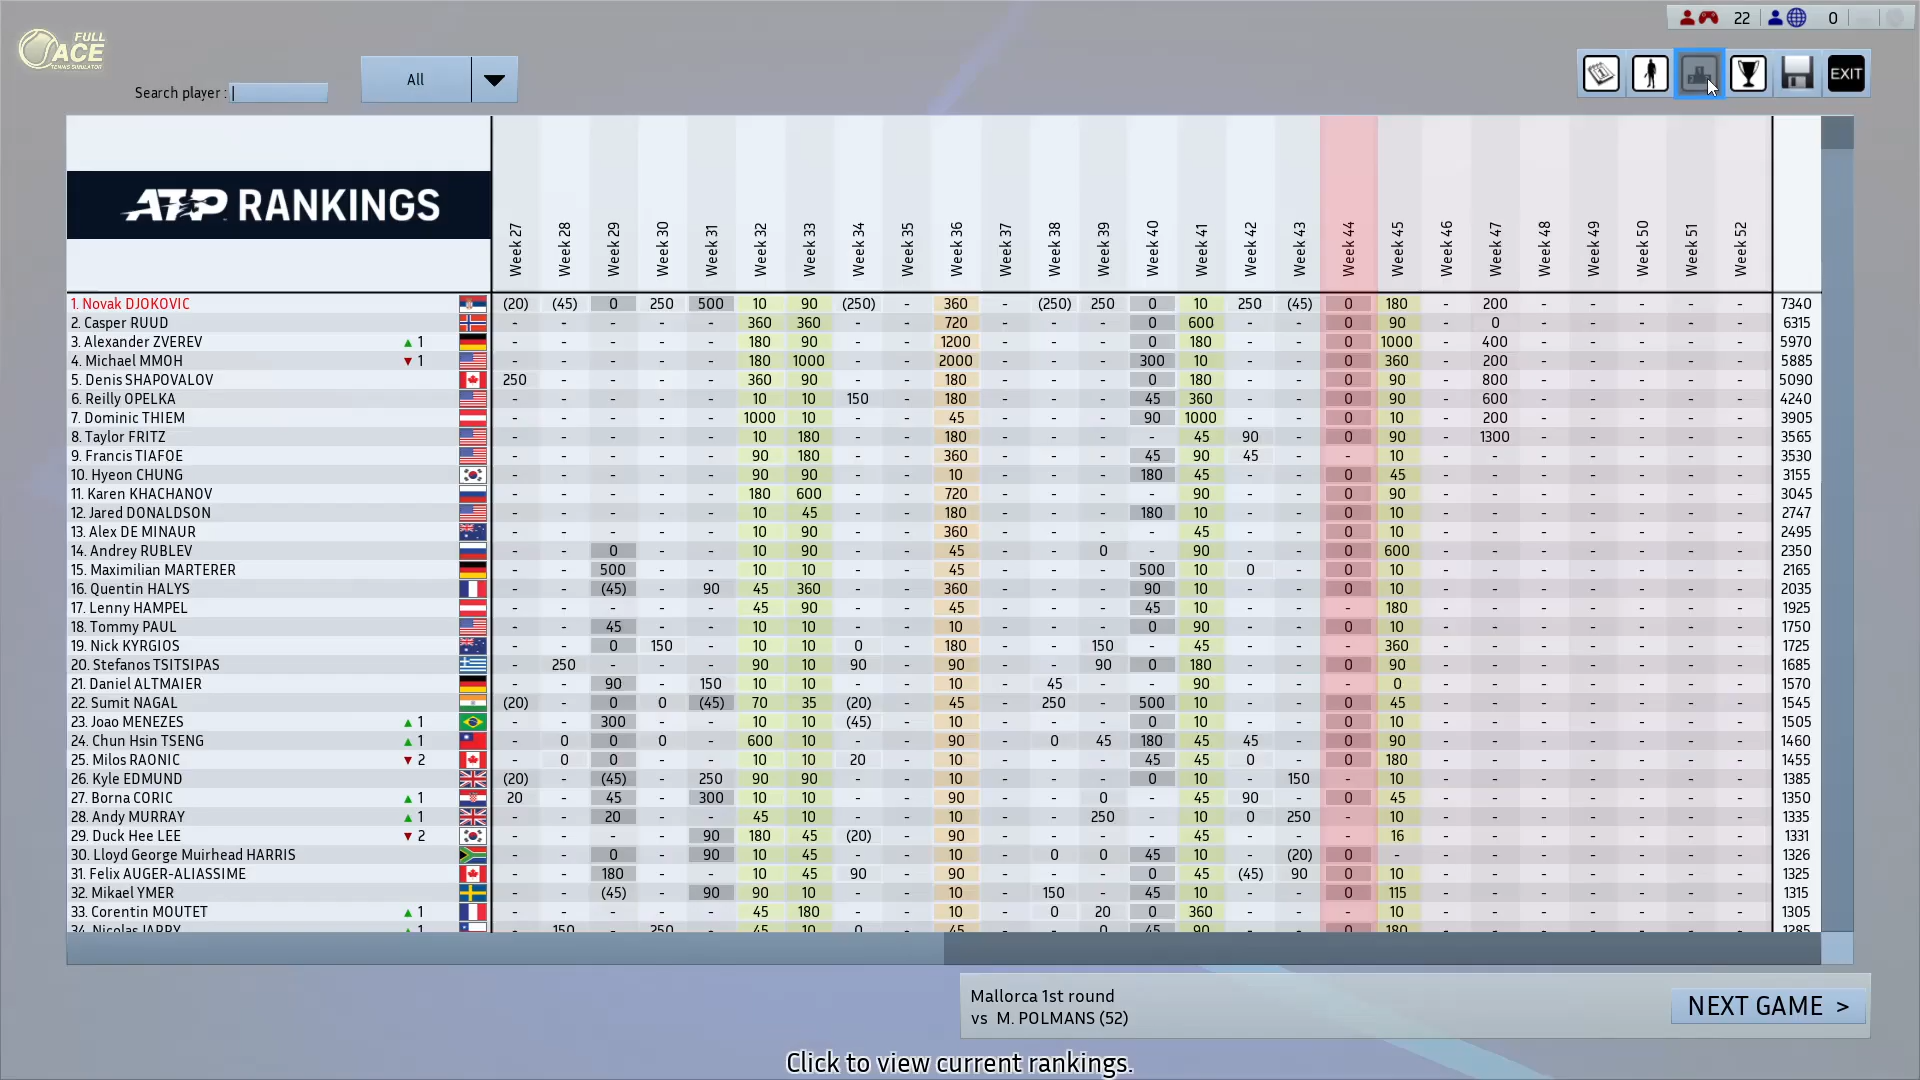 FULL
ACE
TENNIS SIMULATOR
22 0
Search player : All
EXIT
ATP RANKINGS
Week 27 Week 28 Week 29 Week 30 Week 31 Week 32 Week 33 Week 34 Week 35 Week 36 Week 37 Week 38 Week 39 Week 40 Week 41 Week 42 Week 43 Week 44 Week 45 Week 46 Week 47 Week 48 Week 49 Week 50 Week 51 Week 52
1. Novak DJOKOVIC (20) (45) 0 250 500 10 90 (250) - 360 - (250) 250 0 10 250 (45) 0 180 - 200 - - - - - 7340
2. Casper RUUD - - - - - 360 360 - - 720 - - - 0 600 - - 0 90 - 0 - - - - - 6315
3. Alexander ZVEREV ▲ 1 - - - - - 180 90 - - 1200 - - - 0 180 - - 0 1000 - 400 - - - - - 5970
4. Michael MMOH ▼ 1 - - - - - 180 1000 - - 2000 - - - 300 10 - - 0 360 - 200 - - - - - 5885
5. Denis SHAPOVALOV 250 - - - - 360 90 - - 180 - - - 0 180 - - 0 90 - 800 - - - - - 5090
6. Reilly OPELKA - - - - - 10 10 150 - 180 - - - 45 360 - - 0 90 - 600 - - - - - 4240
7. Dominic THIEM - - - - - 1000 10 - - 45 - - - 90 1000 - - 0 10 - 200 - - - - - 3905
8. Taylor FRITZ - - - - - 10 180 - - 180 - - - - 45 90 - 0 90 - 1300 - - - - - 3565
9. Francis TIAFOE - - - - - 90 180 - - 360 - - - 45 90 45 - - 10 - - - - - - - 3530
10. Hyeon CHUNG - - - - - 90 90 - - 10 - - - 180 45 - - 0 45 - - - - - - - 3155
11. Karen KHACHANOV - - - - - 180 600 - - 720 - - - - 90 - - 0 90 - - - - - - - 3045
12. Jared DONALDSON - - - - - 10 45 - - 180 - - - 180 10 - - 0 10 - - - - - - - 2747
13. Alex DE MINAUR - - - - - 10 90 - - 360 - - - - 45 - - 0 10 - - - - - - - 2495
14. Andrey RUBLEV - - 0 - - 10 90 - - 45 - - 0 - 90 - - 0 600 - - - - - - - 2350
15. Maximilian MARTERER - - 500 - - 10 10 - - 45 - - - 500 10 0 - 0 10 - - - - - - - 2165
16. Quentin HALYS - - (45) - 90 45 360 - - 360 - - - 90 10 - - 0 10 - - - - - - - 2035
17. Lenny HAMPEL - - - - - 45 90 - - 45 - - - 45 10 - - - 180 - - - - - - - 1925
18. Tommy PAUL - - 45 - - 10 10 - - 10 - - - 0 90 - - 0 10 - - - - - - - 1750
19. Nick KYRGIOS - - 0 150 - 10 10 0 - 180 - - 150 - 45 - - - 360 - - - - - - - 1725
20. Stefanos TSITSIPAS - 250 - - - 90 10 90 - 90 - - 90 0 180 - - 0 90 - - - - - - - 1685
21. Daniel ALTMAIER - - 90 - 150 10 10 - - 10 - 45 - - 90 - - - 0 - - - - - - - 1570
22. Sumit NAGAL (20) - 0 0 (45) 70 35 (20) - 45 - 250 - 500 10 - - 0 45 - - - - - - - 1545
23. Joao MENEZES ▲ 1 - - 300 - - 10 10 (45) - 10 - - - 0 10 - - 0 10 - - - - - - - 1505
24. Chun Hsin TSENG ▲ 1 - 0 0 0 - 600 10 - - 90 - 0 45 180 45 45 - 0 90 - - - - - - - 1460
25. Milos RAONIC ▼ 2 - 0 0 - - 10 10 20 - 10 - - - 45 45 0 - 0 180 - - - - - - - 1455
26. Kyle EDMUND (20) - (45) - 250 90 90 - - 10 - - - 0 10 - 150 - 10 - - - - - - - 1385
27. Borna CORIC ▲ 1 20 - 45 - 300 10 10 - - 90 - - 0 - 45 90 - 0 45 - - - - - - - 1350
28. Andy MURRAY ▲ 1 - - 20 - - 45 10 - - 10 - - 250 - 10 0 250 - 10 - - - - - - - 1335
29. Duck Hee LEE ▼ 2 - - - - 90 180 45 (20) - 90 - - - - 45 - - - 16 - - - - - - - 1331
30. Lloyd George Muirhead HARRIS - - 0 - 90 10 45 - - 10 - 0 0 45 10 - (20) 0 - - - - - - - - 1326
31. Felix AUGER-ALIASSIME - - 180 - - 10 45 90 - 90 - - - 0 45 (45) 90 0 10 - - - - - - - 1325
32. Mikael YMER - - (45) - 90 90 10 - - 10 - 150 - 45 10 - - 0 115 - - - - - - - 1315
33. Corentin MOUTET ▲ 1 - - - - - 45 180 - - 10 - 0 20 0 360 - - - 10 - - - - - - - 1305
34. Nicolas JARRY ▲ 1 - 150 - 250 - 45 10 0 - 45 - - 0 45 90 - - 0 180 - - - - - - - 1285
Mallorca 1st round
vs M. POLMANS (52)
NEXT GAME >
Click to view current rankings.